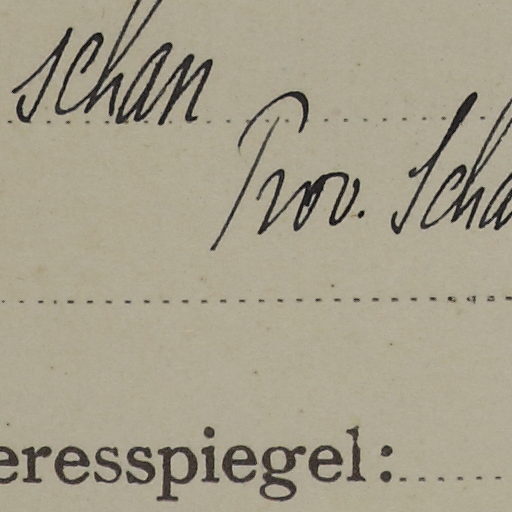 schan
Prov. Scha
eresspiegel: